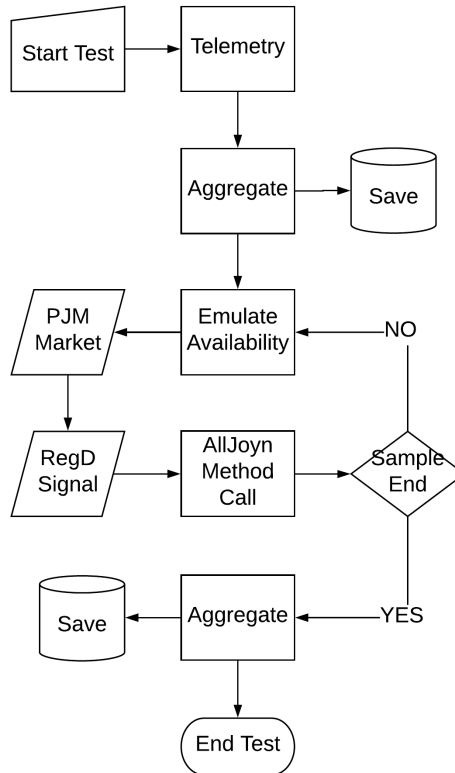 Start Test
Telemetry
Aggregate
Save
PJM
Market
Emulate
Availability
NO
RegD
Signal
AllJoyn
Method
Call
Sample
End
Save
Aggregate
YES
End Test